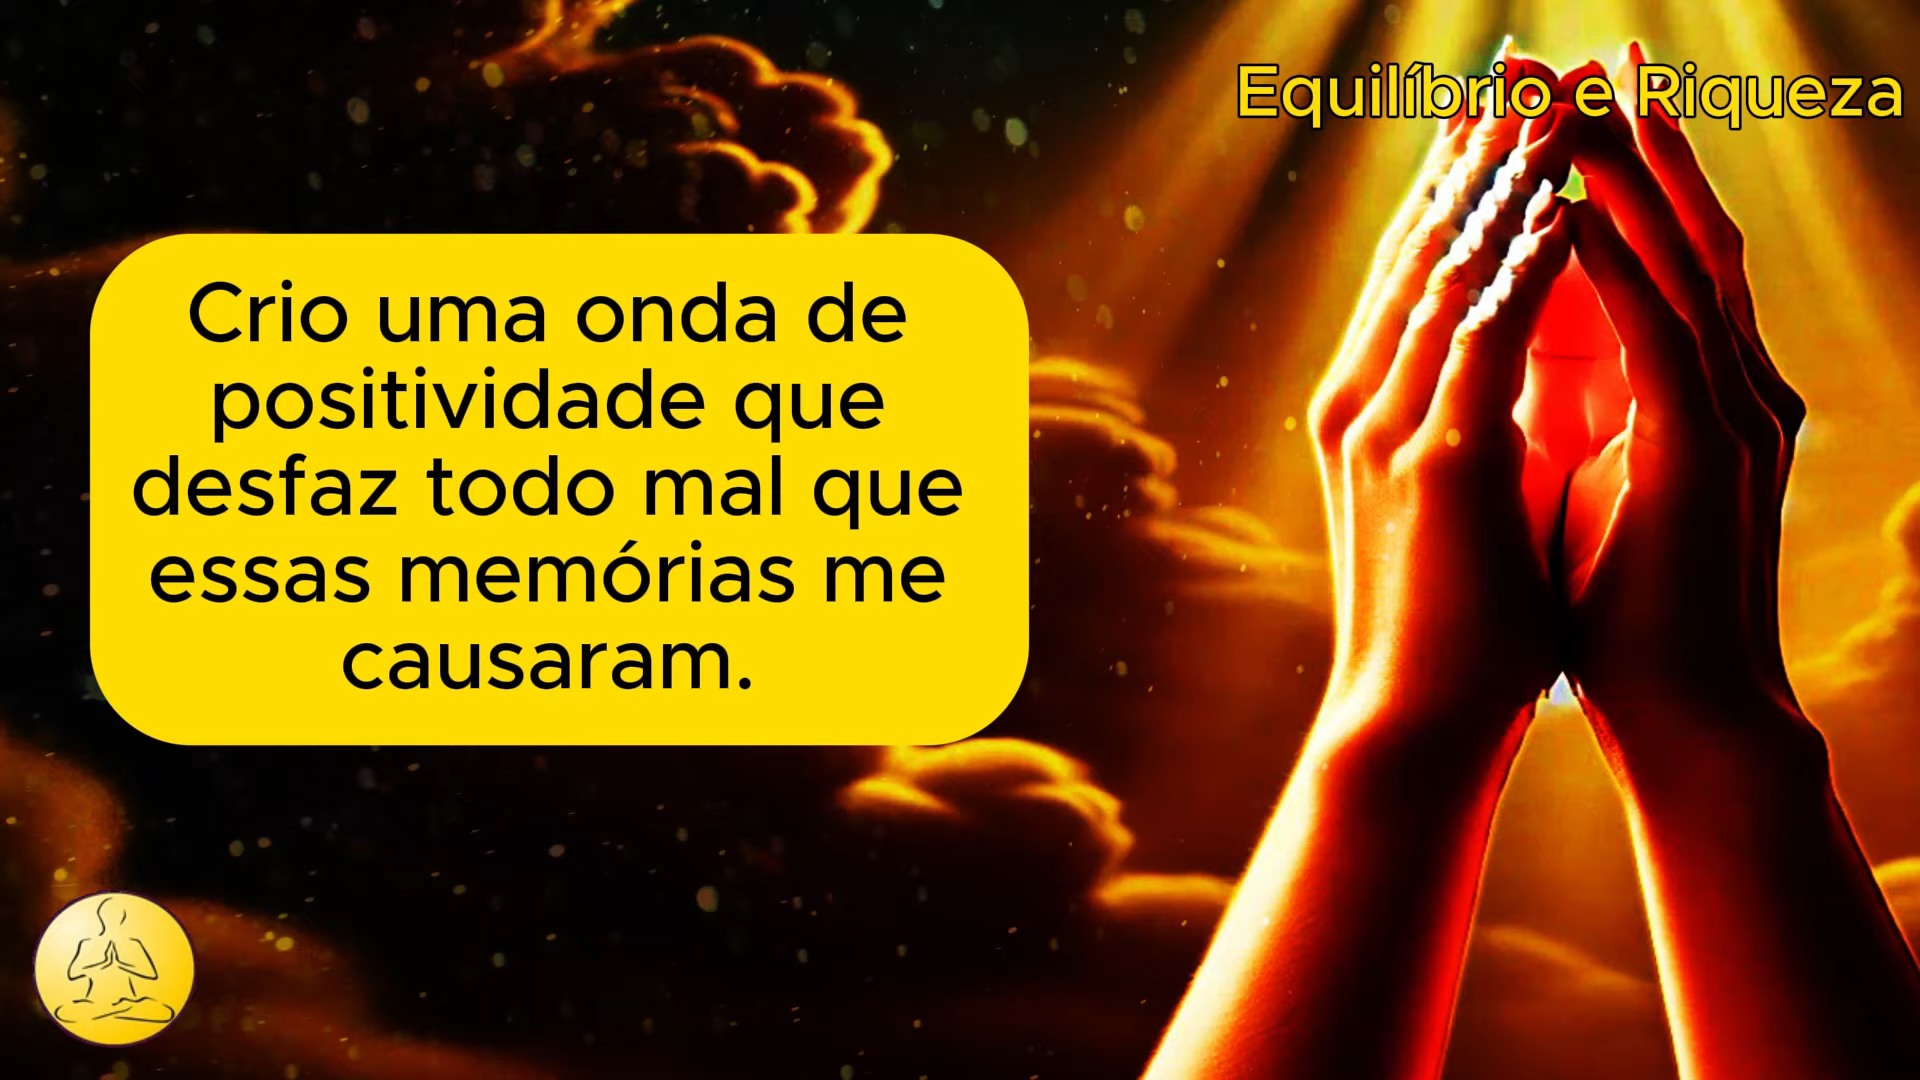 Equilíbrio e Riqueza
Crio uma onda de
positividade que
desfaz todo mal que
essas memórias me
causaram.